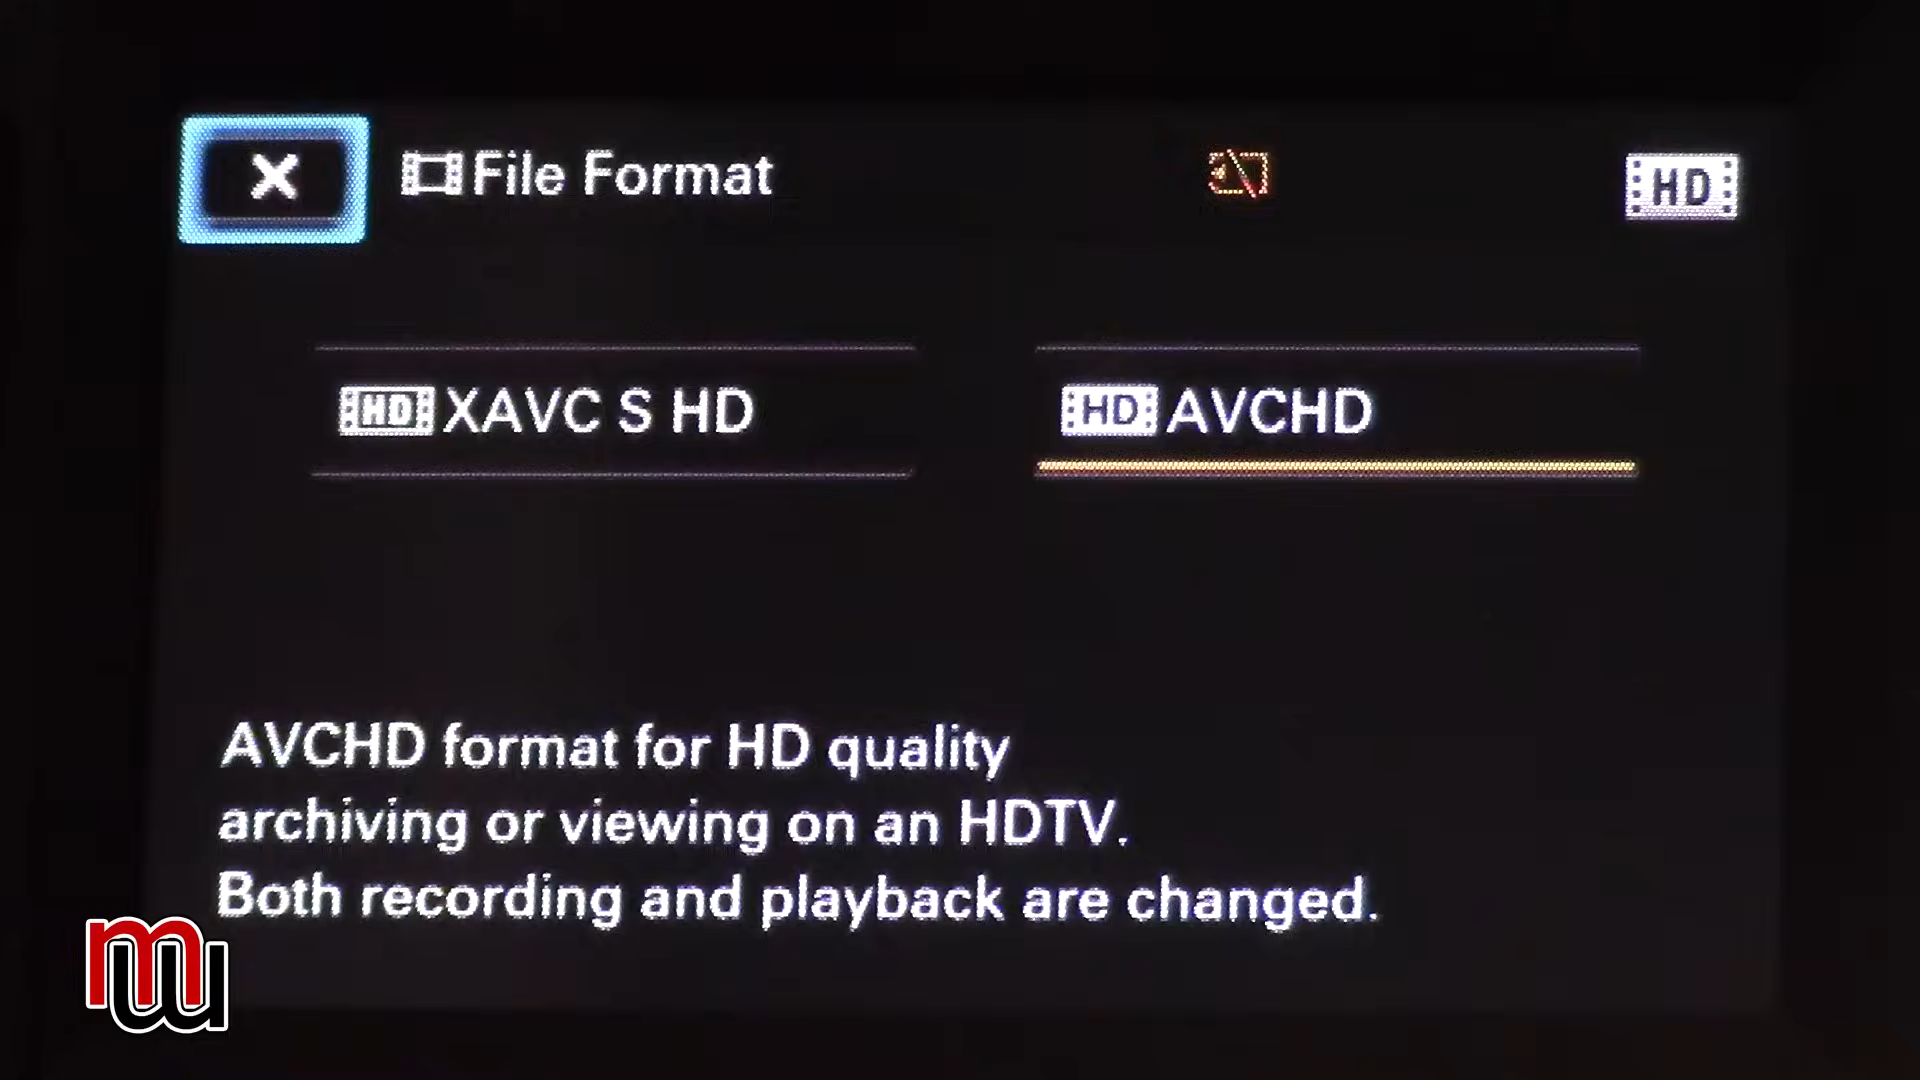 X File Format HD
HD XAVC S HD HD AVCHD
AVCHD format for HD quality
archiving or viewing on an HDTV.
Both recording and playback are changed.
mw